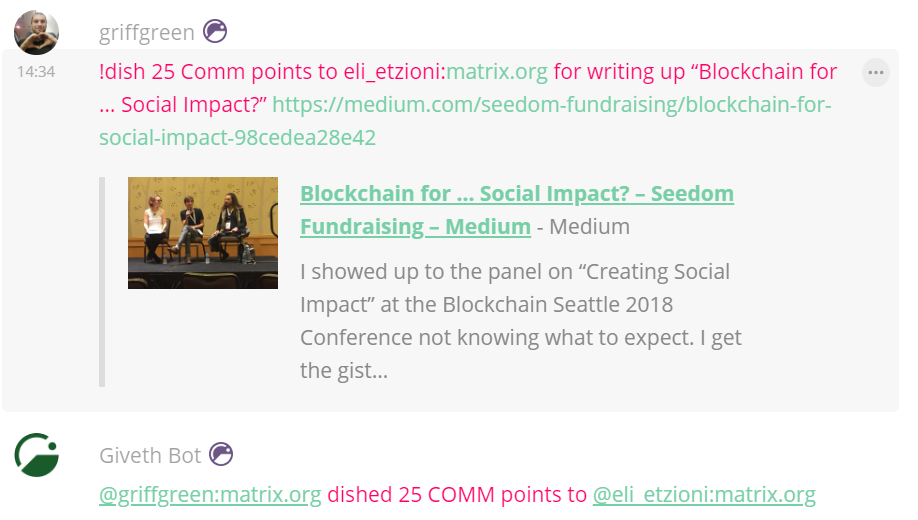 griffgreen
14:34
!dish 25 Comm points to eli_etzioni:matrix.org for writing up “Blockchain for
... Social Impact?” https://medium.com/seedom-fundraising/blockchain-for-
social-impact-98cedea28e42
Blockchain for ... Social Impact? – Seedom
Fundraising – Medium - Medium
I showed up to the panel on “Creating Social
Impact” at the Blockchain Seattle 2018
Conference not knowing what to expect. I get
the gist...
Giveth Bot
@griffgreen:matrix.org dished 25 COMM points to @eli_etzioni:matrix.org